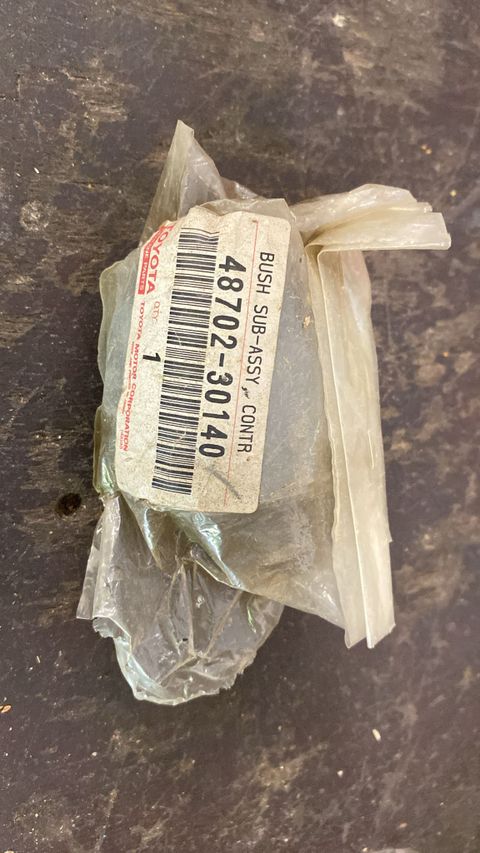 BUSH SUB-ASSY, CONTR
48702-30140
QTY. 1
TOYOTA
TOYOTA MOTOR CORPORATION